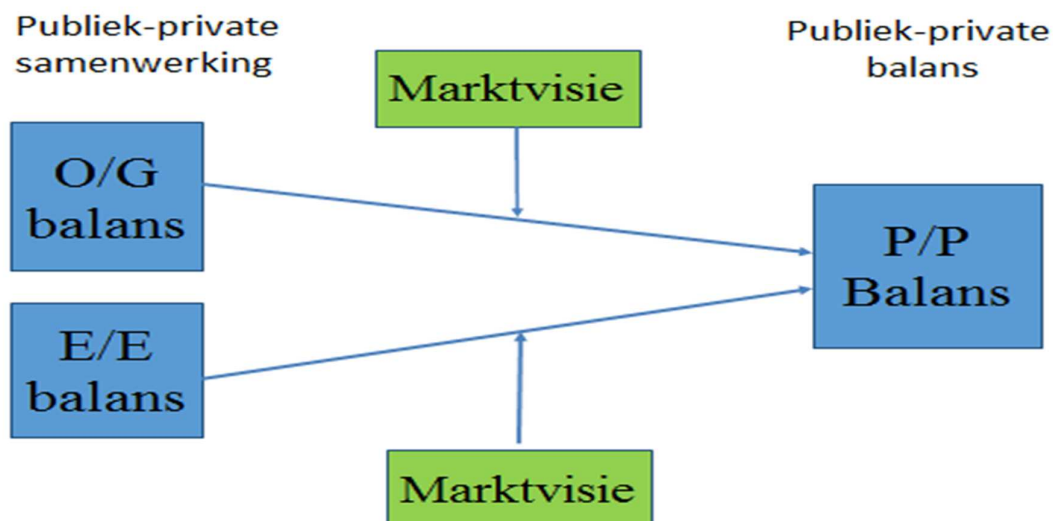 Publiek-private
samenwerking
Marktvisie
Publiek-private
balans
O/G
balans
P/P
Balans
E/E
balans
Marktvisie